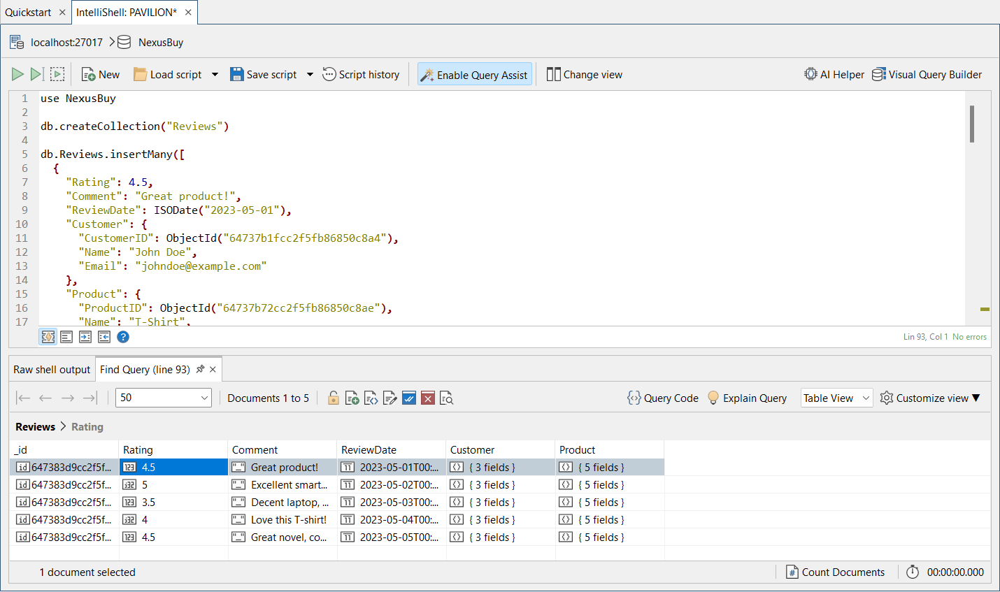 Quickstart × IntelliShell: PAVILION* ×
localhost:27017 NexusBuy
New Load script Save script Script history Enable Query Assist Change view AI Helper Visual Query Builder
1 use NexusBuy
2
3 db.createCollection("Reviews")
4
5 db.Reviews.insertMany([
6 {
7 "Rating": 4.5,
8 "Comment": "Great product!",
9 "ReviewDate": ISODate("2023-05-01"),
10 "Customer": {
11 "CustomerID": ObjectId("64737b1fcc2f5fb86850c8a4"),
12 "Name": "John Doe",
13 "Email": "johndoe@example.com"
14 },
15 "Product": {
16 "ProductID": ObjectId("64737b72cc2f5fb86850c8ae"),
17 "Name": "T-Shirt",
Lin 93, Col 1 No errors
Raw shell output Find Query (line 93) ×
50 Documents 1 to 5 Query Code Explain Query Table View Customize view ▼
Reviews > Rating
_id Rating Comment ReviewDate Customer Product
647383d9cc2f5f... 4.5 Great product! 2023-05-01T00:... { 3 fields } { 5 fields }
647383d9cc2f5f... 5 Excellent smart... 2023-05-02T00:... { 3 fields } { 5 fields }
647383d9cc2f5f... 3.5 Decent laptop, ... 2023-05-03T00:... { 3 fields } { 5 fields }
647383d9cc2f5f... 4 Love this T-shirt! 2023-05-04T00:... { 3 fields } { 5 fields }
647383d9cc2f5f... 4.5 Great novel, co... 2023-05-05T00:... { 3 fields } { 5 fields }
1 document selected Count Documents 00:00:00.000